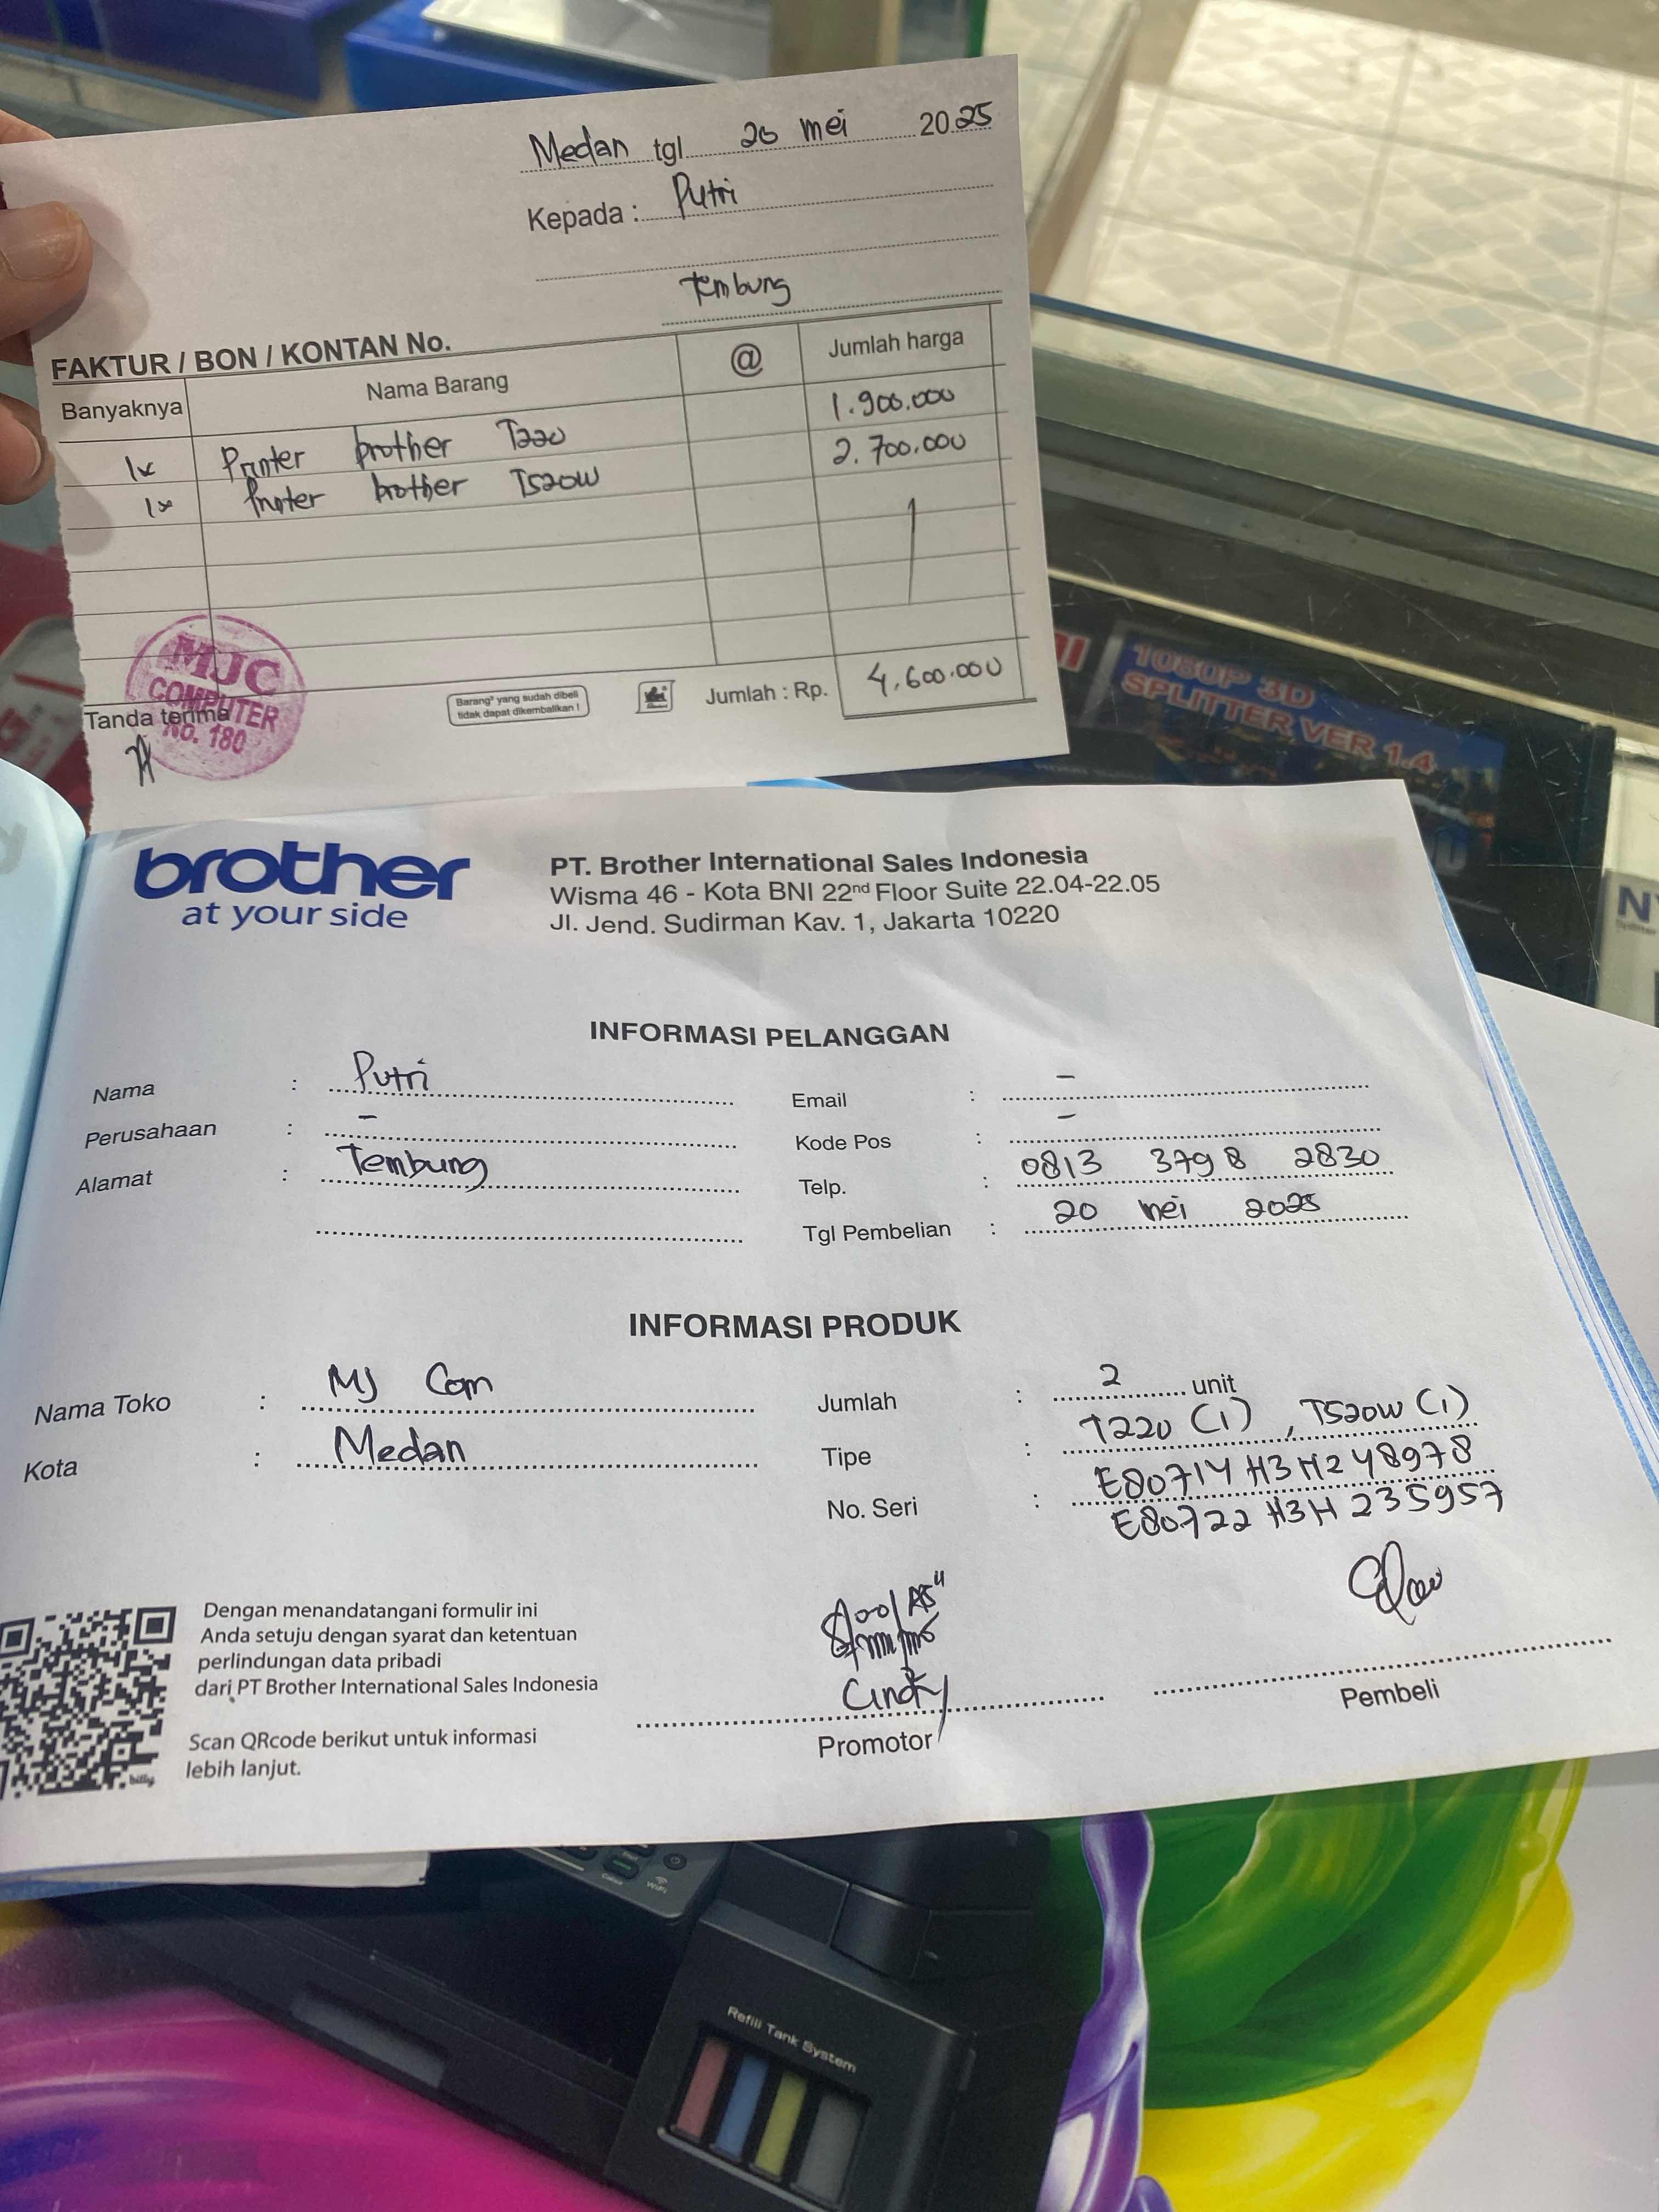 Medan tgl 20 mei 2025
Kepada : Putri
Tembung
FAKTUR / BON / KONTAN No.
Banyaknya Nama Barang @ Jumlah harga
1x Printer brother T220 1.900.000
1x Printer brother T520W 2.700.000
MJC
COMPUTER
No. 180
Tanda terima
Barang² yang sudah dibeli
tidak dapat dikembalikan !
Jumlah : Rp. 4.600.000
1080P 3D
SPLITTER VER 1.4
brother
at your side
PT. Brother International Sales Indonesia
Wisma 46 - Kota BNI 22nd Floor Suite 22.04-22.05
Jl. Jend. Sudirman Kav. 1, Jakarta 10220
INFORMASI PELANGGAN
Nama : Putri
Perusahaan : -
Alamat : Tembung
Email : -
Kode Pos : -
Telp. : 0813 3798 2830
Tgl Pembelian : 20 mei 2025
INFORMASI PRODUK
Nama Toko : MJ Com
Kota : Medan
Jumlah : 2 unit
Tipe : T220 (1) , T520W (1)
No. Seri : E80714H3H248978
E80722H3H235957
Dengan menandatangani formulir ini
Anda setuju dengan syarat dan ketentuan
perlindungan data pribadi
dari PT Brother International Sales Indonesia
Scan QRcode berikut untuk informasi
lebih lanjut.
Cindy
Promotor
Pembeli
WiFi
Refill Tank System